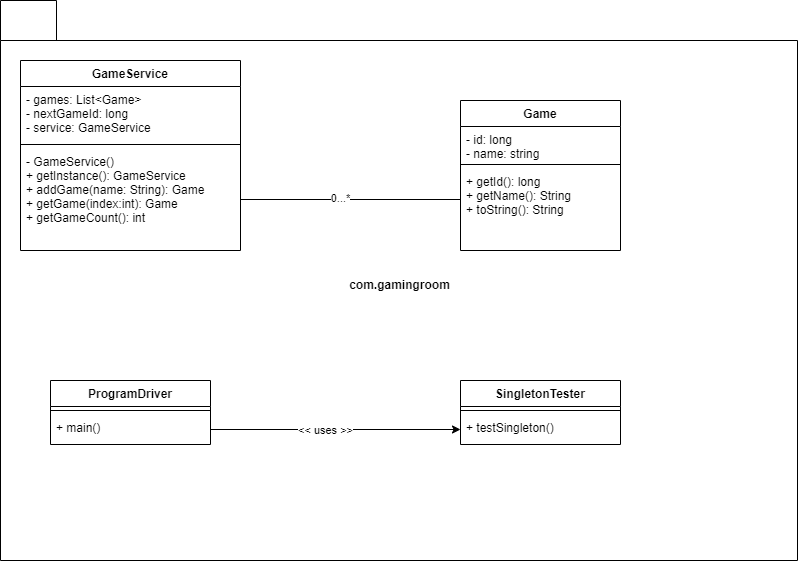 GameService
- games: List<Game>
- nextGameId: long
- service: GameService
- GameService()
+ getInstance(): GameService
+ addGame(name: String): Game
+ getGame(index:int): Game
+ getGameCount(): int
0...*
Game
- id: long
- name: string
+ getId(): long
+ getName(): String
+ toString(): String
com.gamingroom
ProgramDriver
+ main()
<< uses >>
SingletonTester
+ testSingleton()